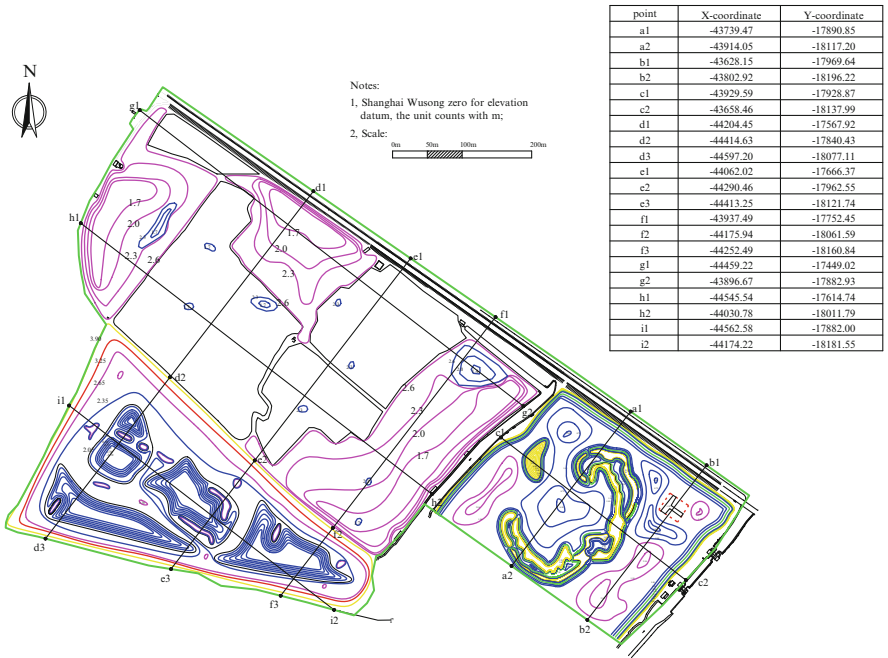 point X-coordinate Y-coordinate
a1 -43739.47 -17890.85
a2 -43914.05 -18117.20
b1 -43628.15 -17969.64
b2 -43802.92 -18196.22
c1 -43929.59 -17928.87
c2 -43658.46 -18137.99
d1 -44204.45 -17567.92
d2 -44414.63 -17840.43
d3 -44597.20 -18077.11
e1 -44062.02 -17666.37
e2 -44290.46 -17962.55
e3 -44413.25 -18121.74
f1 -43937.49 -17752.45
f2 -44175.94 -18061.59
f3 -44252.49 -18160.84
g1 -44459.22 -17449.02
g2 -43896.67 -17882.93
h1 -44545.54 -17614.74
h2 -44030.78 -18011.79
i1 -44562.58 -17882.00
i2 -44174.22 -18181.55
N
Notes:
1, Shanghai Wusong zero for elevation
datum, the unit counts with m;
2, Scale:
0m 50m 100m 200m
g1
d1
h1
1.7
2.0
2.3
2.6
1.7
2.0
2.3
2.6
e1
f1
3.90
3.25
2.65
2.35
d2
i1
2.6
2.3
2.0
1.7
a1
g2
c1
b1
e2
h2
f2
d3
e3
f3
i2
a2
c2
b2